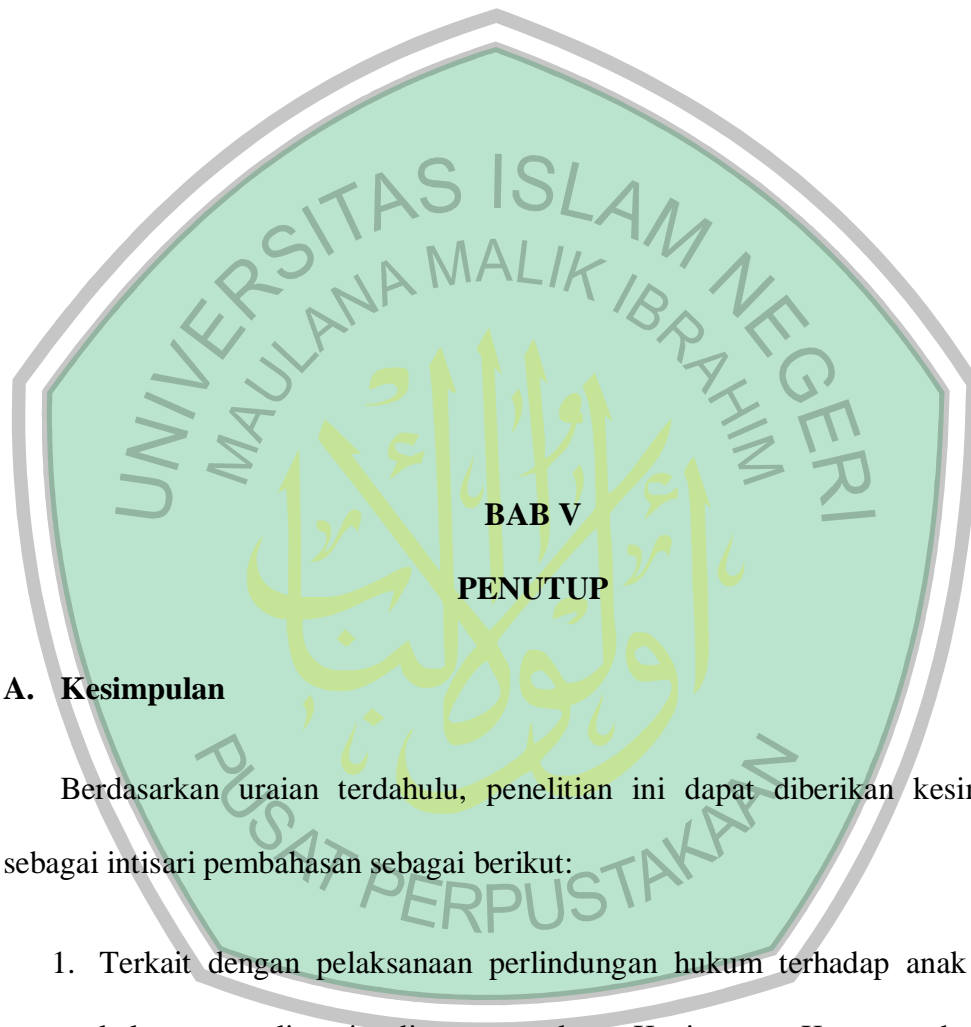 UNIVERSITAS ISLAM NEGERI
MAULANA MALIK IBRAHIM
BAB V
PENUTUP
A. Kesimpulan
Berdasarkan uraian terdahulu, penelitian ini dapat diberikan
sebagai intisari pembahasan sebagai berikut:
PUSAT PERPUSTAKAAN
1. Terkait dengan pelaksanaan perlindungan hukum terhadap anak